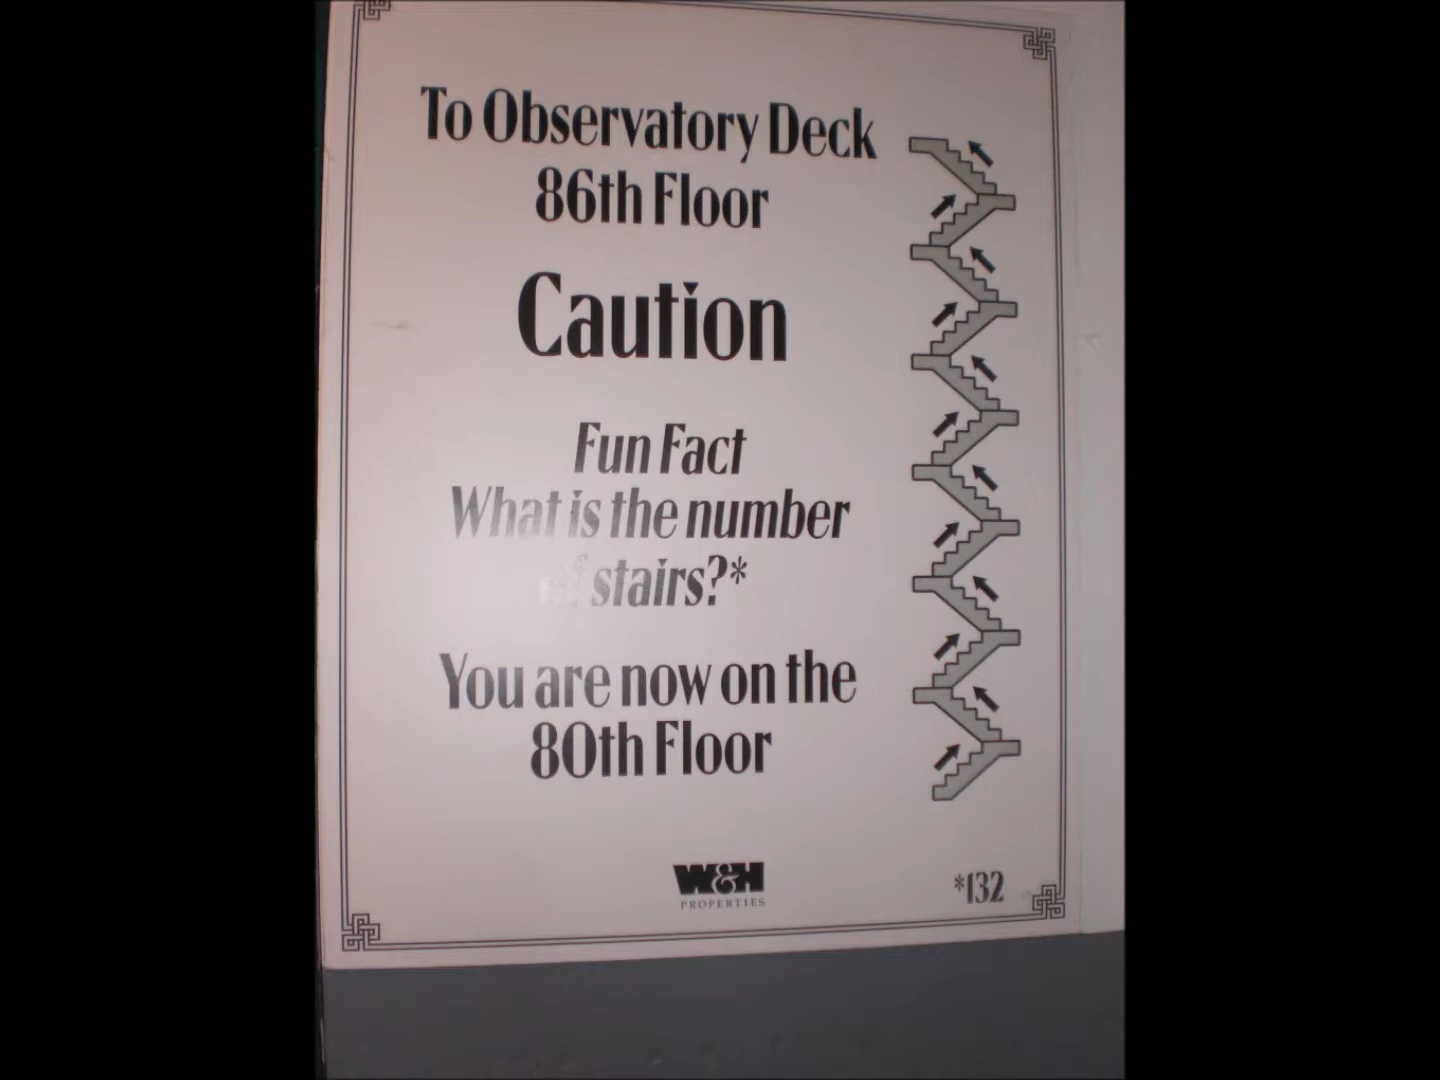 To Observatory Deck
86th Floor
Caution
Fun Fact
What is the number
of stairs?*
You are now on the
80th Floor
W&H
PROPERTIES
*132